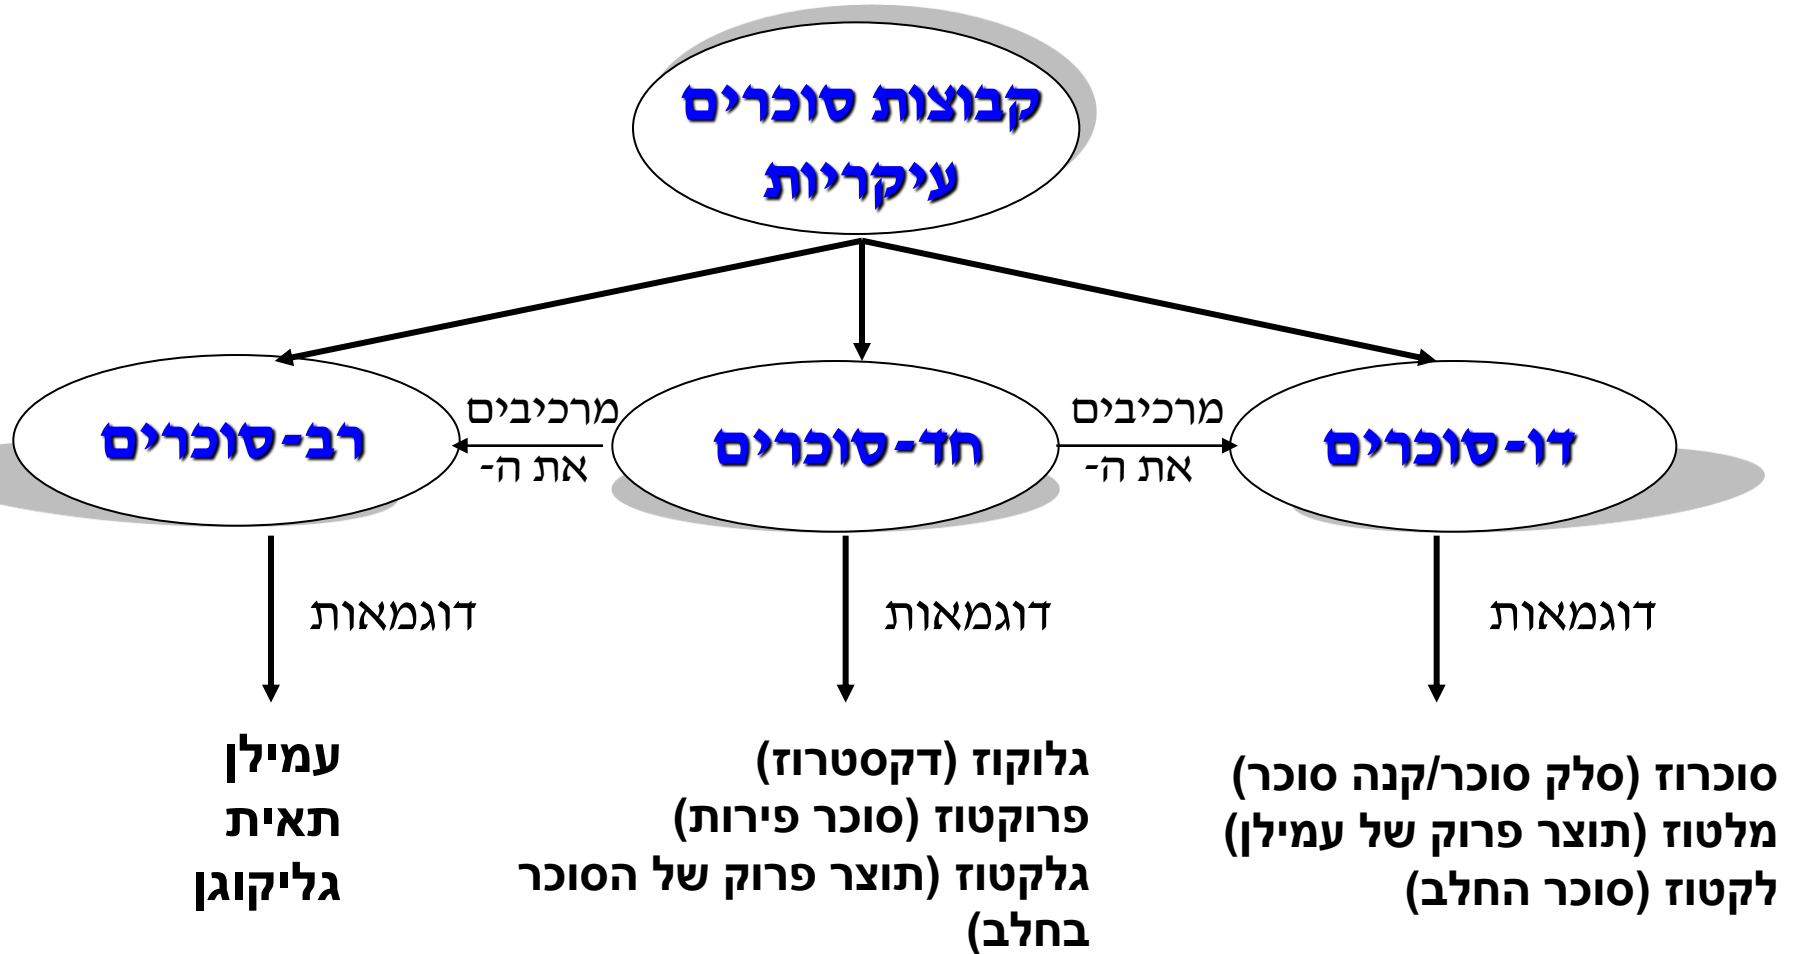 קבוצות סוכרים
עיקריות
דו-סוכרים
מרכיבים
את ה-
חד-סוכרים
מרכיבים
את ה-
רב-סוכרים
דוגמאות
דוגמאות
דוגמאות
סוכרוז (סלק סוכר/קנה סוכר)
מלטוז (תוצר פרוק של עמילן)
לקטוז (סוכר החלב)
גלוקוז (דקסטרוז)
פרוקטוז (סוכר פירות)
גלקטוז (תוצר פרוק של הסוכר
בחלב)
עמילן
תאית
גליקוגן